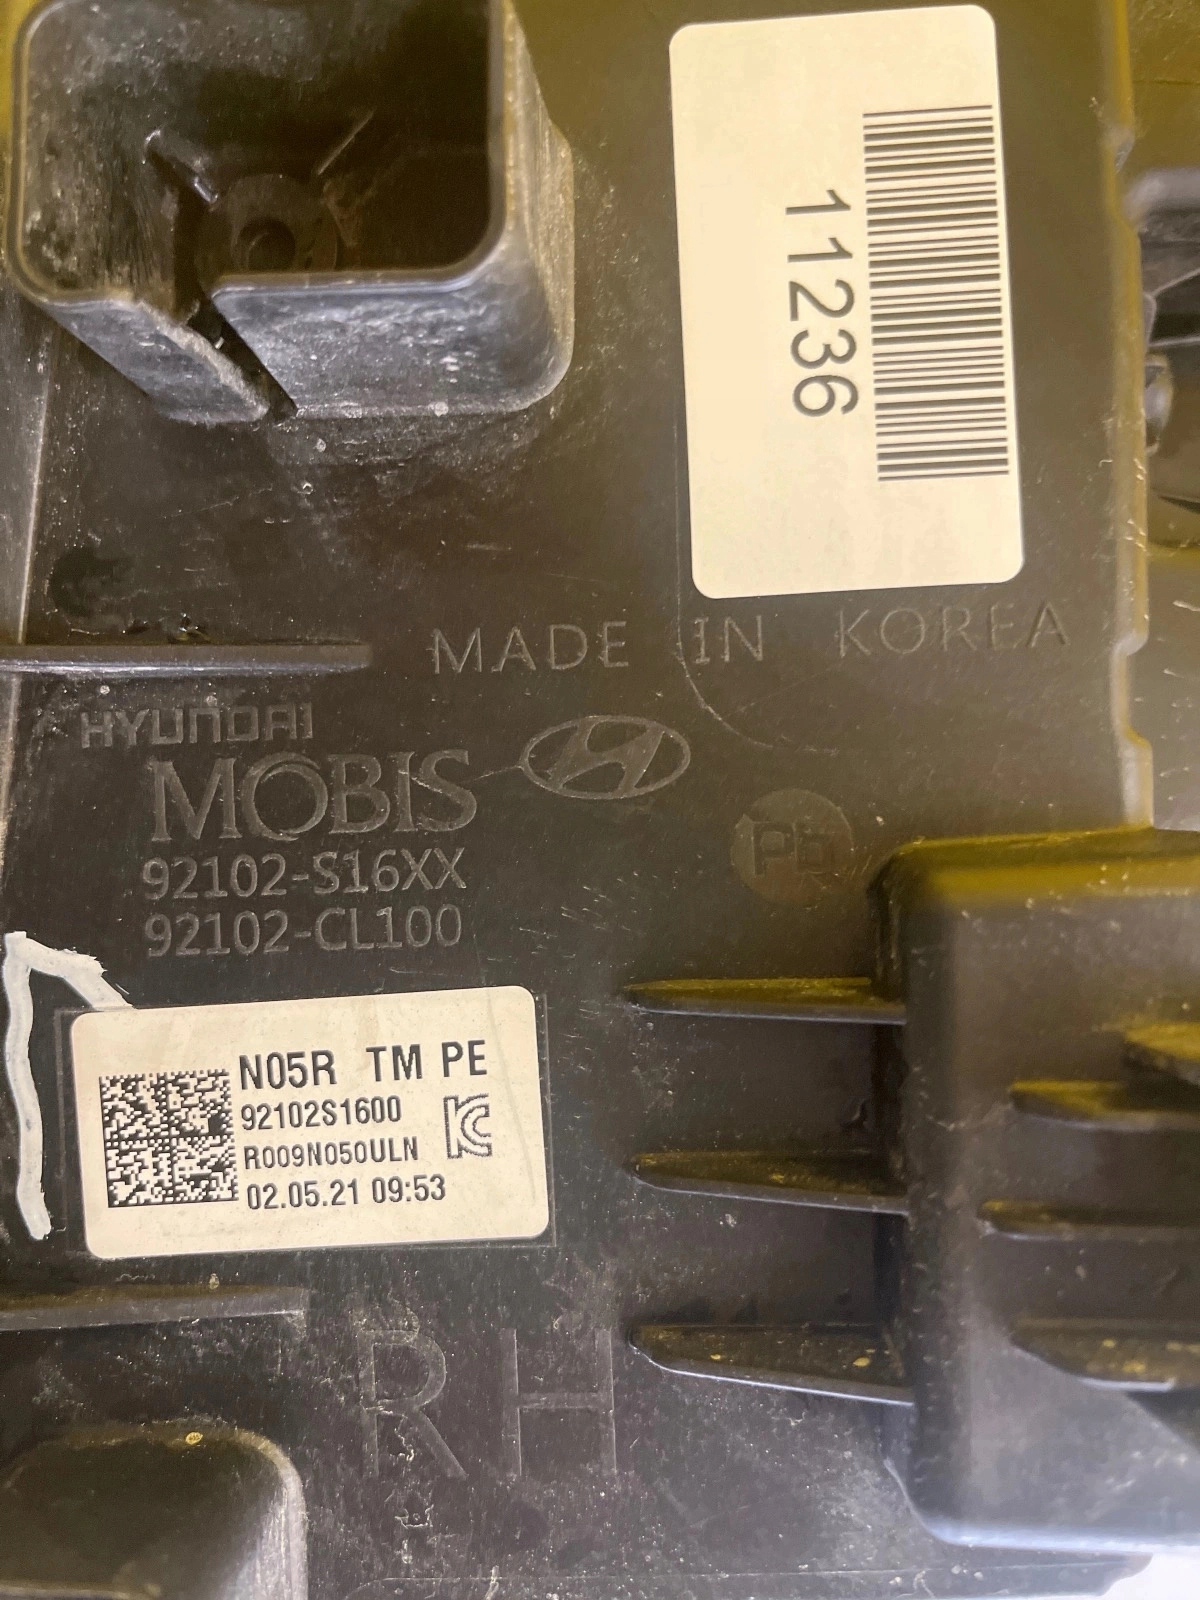 11236
MADE IN KOREA
HYUNDAI
MOBIS
92102-S16XX
92102-CL100
N05R TM PE
92102S1600
R009N050ULN
02.05.21 09:53
RH